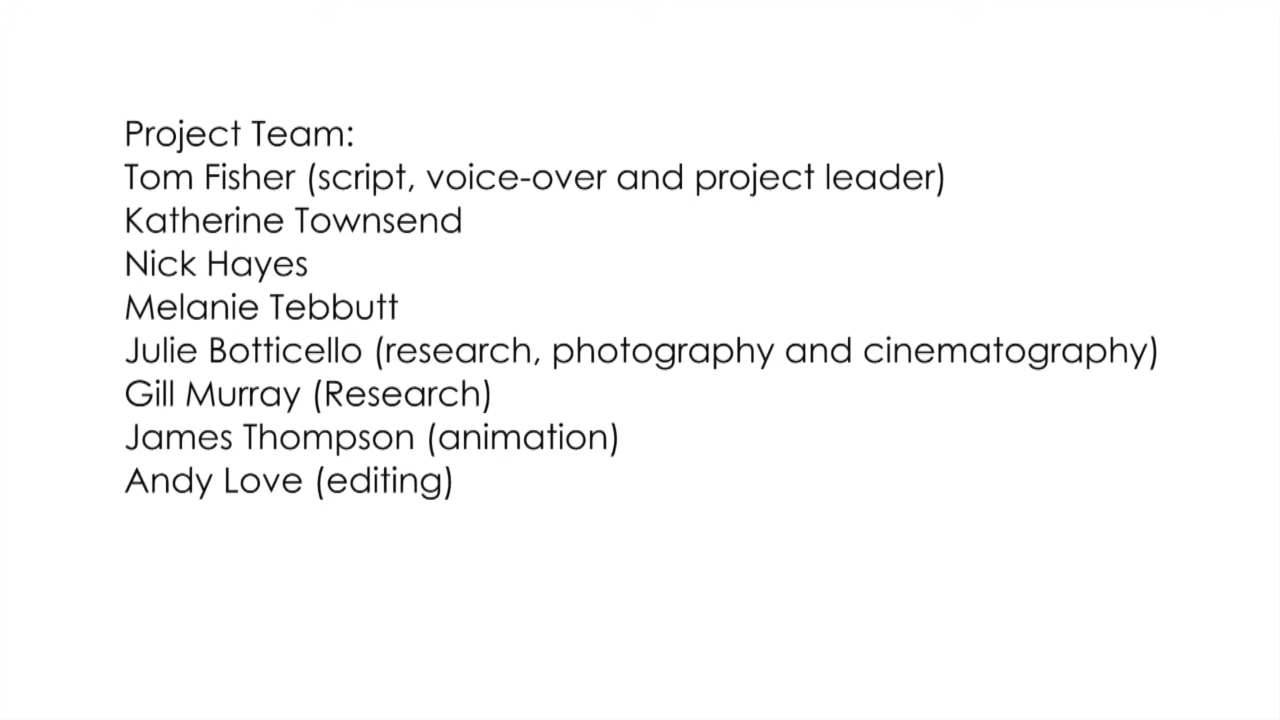 Project Team:
Tom Fisher (script, voice-over and project leader)
Katherine Townsend
Nick Hayes
Melanie Tebbutt
Julie Botticello (research, photography and cinematography)
Gill Murray (Research)
James Thompson (animation)
Andy Love (editing)